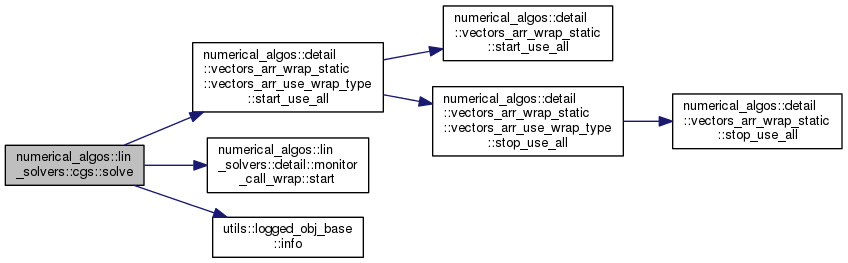 numerical_algos::lin
_solvers::cgs::solve
numerical_algos::detail
::vectors_arr_wrap_static
::vectors_arr_use_wrap_type
::start_use_all
numerical_algos::detail
::vectors_arr_wrap_static
::start_use_all
numerical_algos::detail
::vectors_arr_wrap_static
::vectors_arr_use_wrap_type
::stop_use_all
numerical_algos::detail
::vectors_arr_wrap_static
::stop_use_all
numerical_algos::lin
_solvers::detail::monitor
_call_wrap::start
utils::logged_obj_base
::info